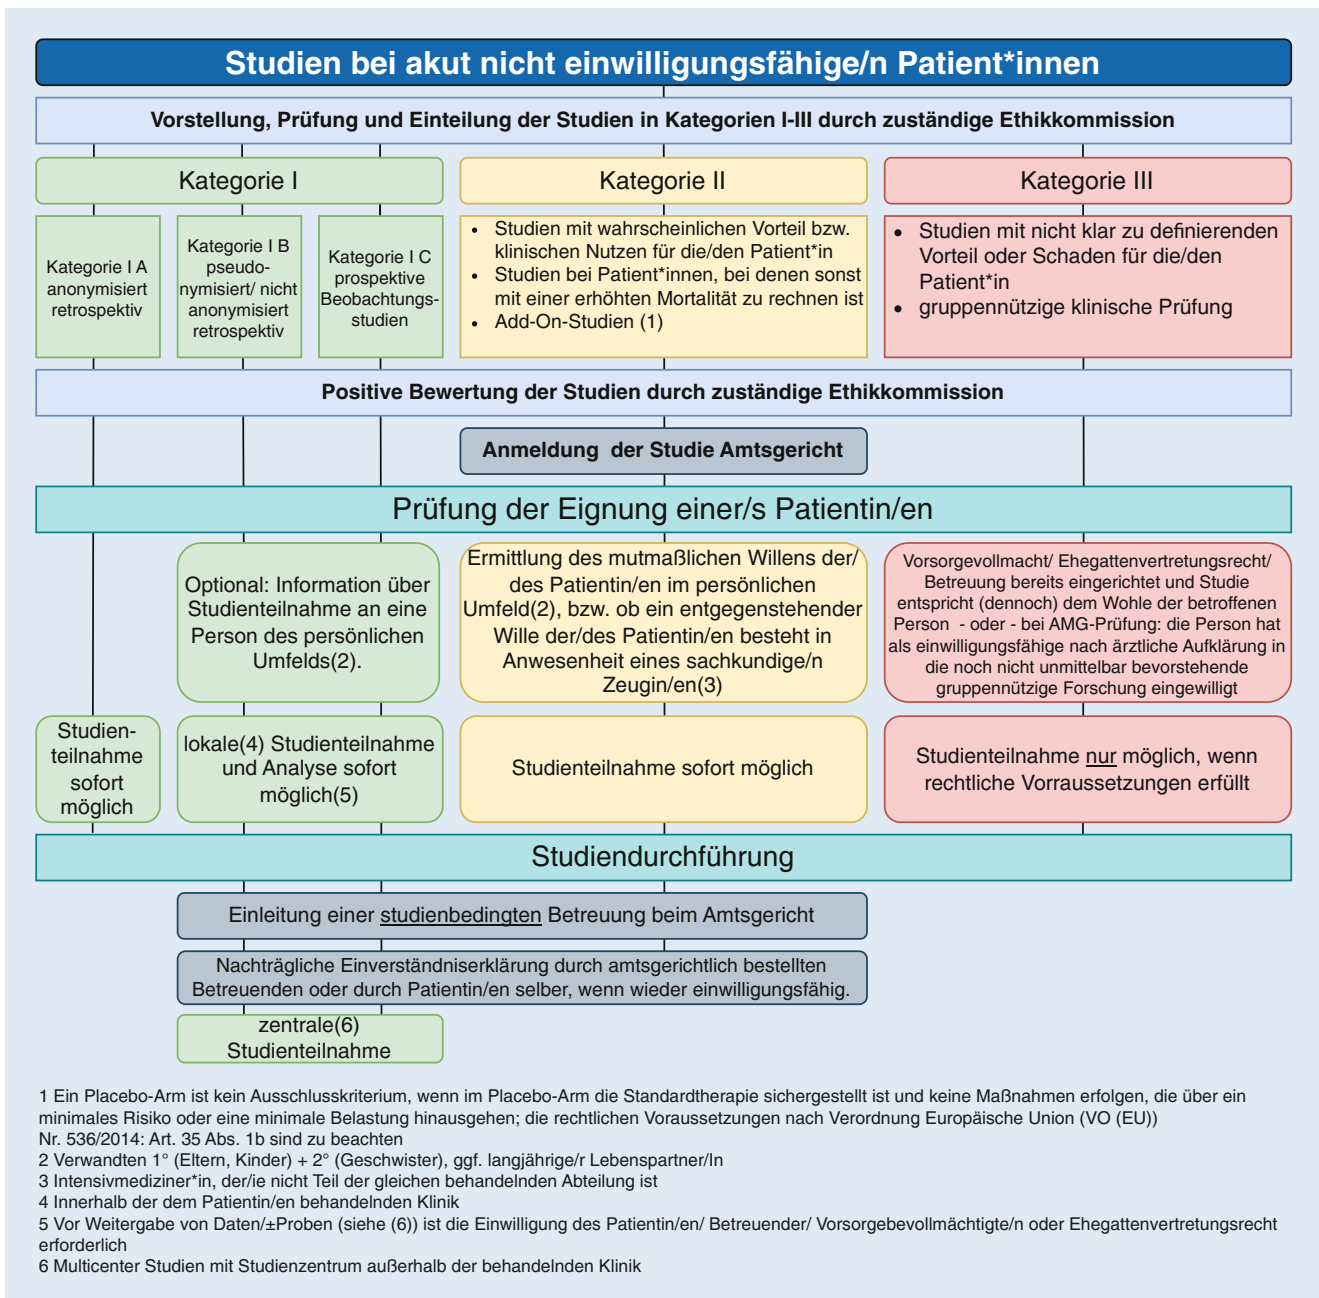 Studien bei akut nicht einwilligungsfähige/n Patient*innen
Vorstellung, Prüfung und Einteilung der Studien in Kategorien I-III durch zuständige Ethikkommission
Kategorie I
Kategorie II
Kategorie III
Kategorie I A
anonymisiert
retrospektiv
Kategorie I B
pseudo-
nymisiert/ nicht
anonymisiert
retrospektiv
Kategorie I C
prospektive
Beobachtungs-
studien
• Studien mit wahrscheinlichen Vorteil bzw.
klinischen Nutzen für die/den Patient*in
• Studien bei Patient*innen, bei denen sonst
mit einer erhöhten Mortalität zu rechnen ist
• Add-On-Studien (1)
• Studien mit nicht klar zu definierenden
Vorteil oder Schaden für die/den
Patient*in
• gruppennützige klinische Prüfung
Positive Bewertung der Studien durch zuständige Ethikkommission
Anmeldung der Studie Amtsgericht
Prüfung der Eignung einer/s Patientin/en
Optional: Information über
Studienteilnahme an eine
Person des persönlichen
Umfelds(2).
Ermittlung des mutmaßlichen Willens der/
des Patientin/en im persönlichen
Umfeld(2), bzw. ob ein entgegenstehender
Wille der/des Patientin/en besteht in
Anwesenheit eines sachkundige/n
Zeugin/en(3)
Vorsorgevollmacht/ Ehegattenvertretungsrecht/
Betreuung bereits eingerichtet und Studie
entspricht (dennoch) dem Wohle der betroffenen
Person - oder - bei AMG-Prüfung: die Person hat
als einwilligungsfähige nach ärztliche Aufklärung in
die noch nicht unmittelbar bevorstehende
gruppennützige Forschung eingewilligt
Studien-
teilnahme
sofort
möglich
lokale(4) Studienteilnahme
und Analyse sofort
möglich(5)
Studienteilnahme sofort möglich
Studienteilnahme nur möglich, wenn
rechtliche Vorraussetzungen erfüllt
Studiendurchführung
Einleitung einer studienbedingten Betreuung beim Amtsgericht
Nachträgliche Einverständniserklärung durch amtsgerichtlich bestellten
Betreuenden oder durch Patientin/en selber, wenn wieder einwilligungsfähig.
zentrale(6)
Studienteilnahme
1 Ein Placebo-Arm ist kein Ausschlusskriterium, wenn im Placebo-Arm die Standardtherapie sichergestellt ist und keine Maßnahmen erfolgen, die über ein
minimales Risiko oder eine minimale Belastung hinausgehen; die rechtlichen Voraussetzungen nach Verordnung Europäische Union (VO (EU))
Nr. 536/2014: Art. 35 Abs. 1b sind zu beachten
2 Verwandten 1° (Eltern, Kinder) + 2° (Geschwister), ggf. langjährige/r Lebenspartner/In
3 Intensivmediziner*in, der/ie nicht Teil der gleichen behandelnden Abteilung ist
4 Innerhalb der dem Patientin/en behandelnden Klinik
5 Vor Weitergabe von Daten/±Proben (siehe (6)) ist die Einwilligung des Patientin/en/ Betreuender/ Vorsorgebevollmächtigte/n oder Ehegattenvertretungsrecht
erforderlich
6 Multicenter Studien mit Studienzentrum außerhalb der behandelnden Klinik